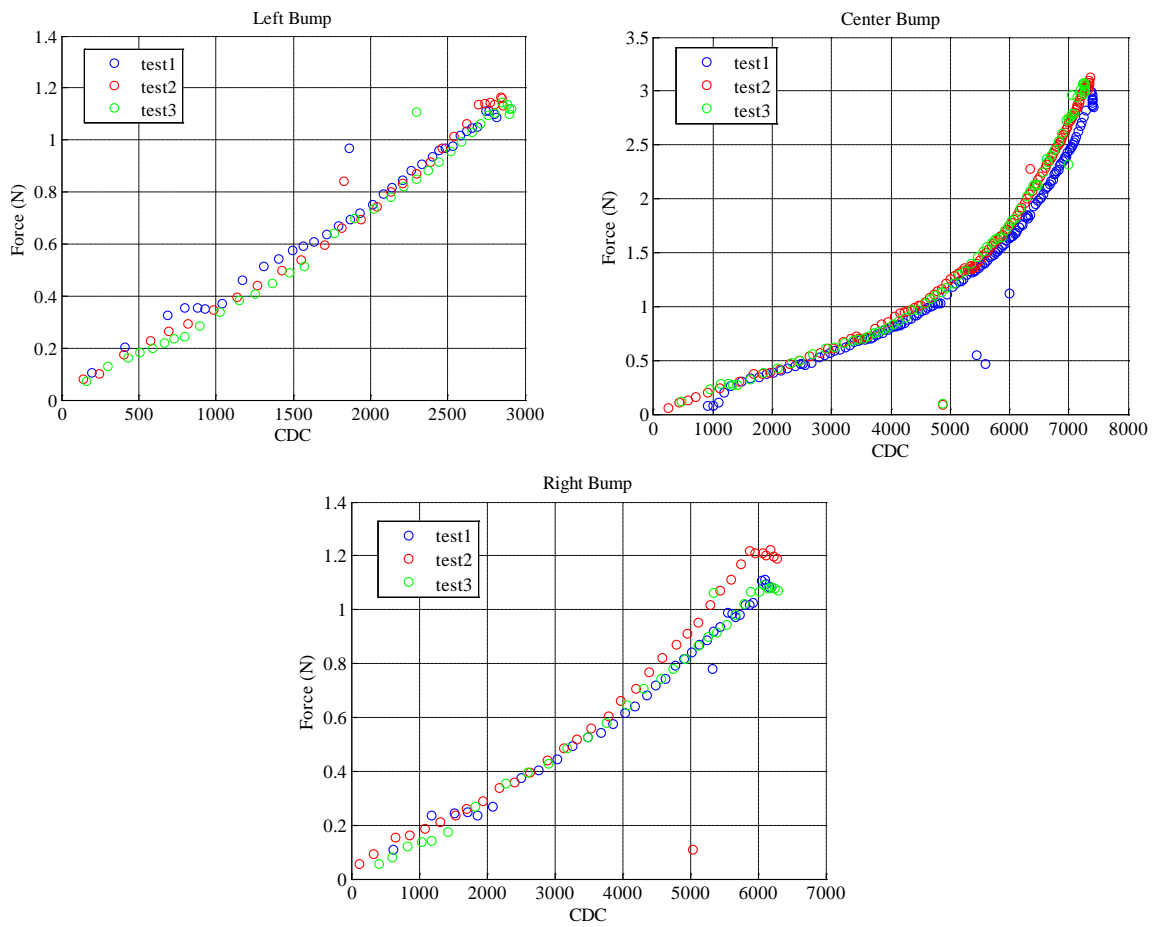 Left Bump
1.4
1.2
1
0.8
0.6
0.4
0.2
0
Force (N)
test1
test2
test3
0 500 1000 1500 2000 2500 3000
CDC
Center Bump
3.5
3
2.5
2
1.5
1
0.5
0
Force (N)
test1
test2
test3
0 1000 2000 3000 4000 5000 6000 7000 8000
CDC
Right Bump
1.4
1.2
1
0.8
0.6
0.4
0.2
0
Force (N)
test1
test2
test3
0 1000 2000 3000 4000 5000 6000 7000
CDC